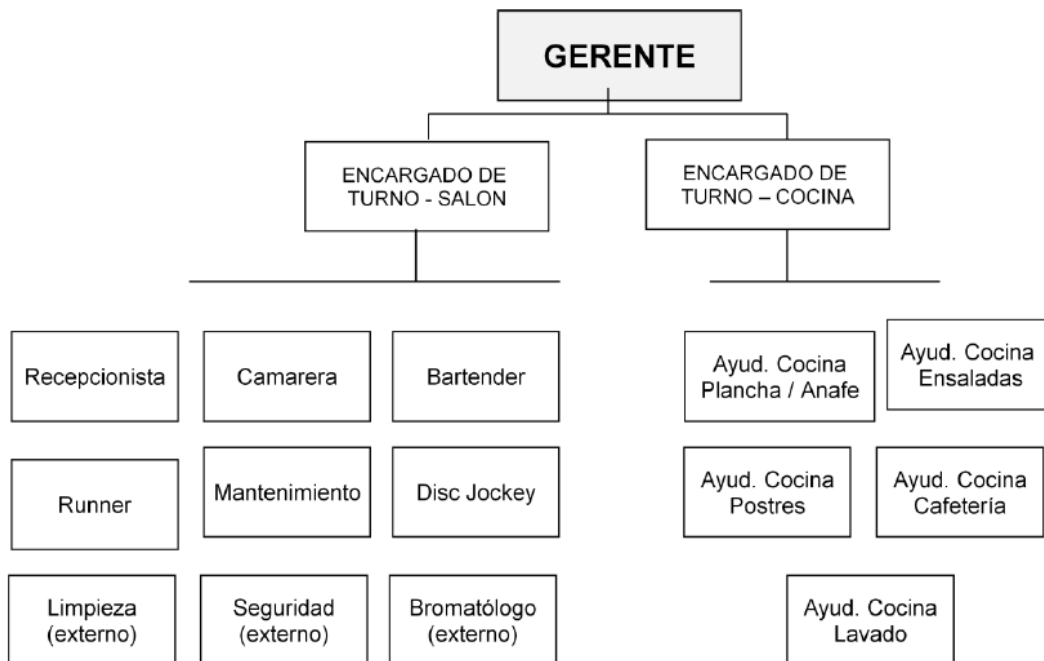 GERENTE
ENCARGADO DE
TURNO - SALON
ENCARGADO DE
TURNO – COCINA
Recepcionista
Camarera
Bartender
Ayud. Cocina
Plancha / Anafe
Ayud. Cocina
Ensaladas
Runner
Mantenimiento
Disc Jockey
Ayud. Cocina
Postres
Ayud. Cocina
Cafetería
Limpieza
(externo)
Seguridad
(externo)
Bromatólogo
(externo)
Ayud. Cocina
Lavado